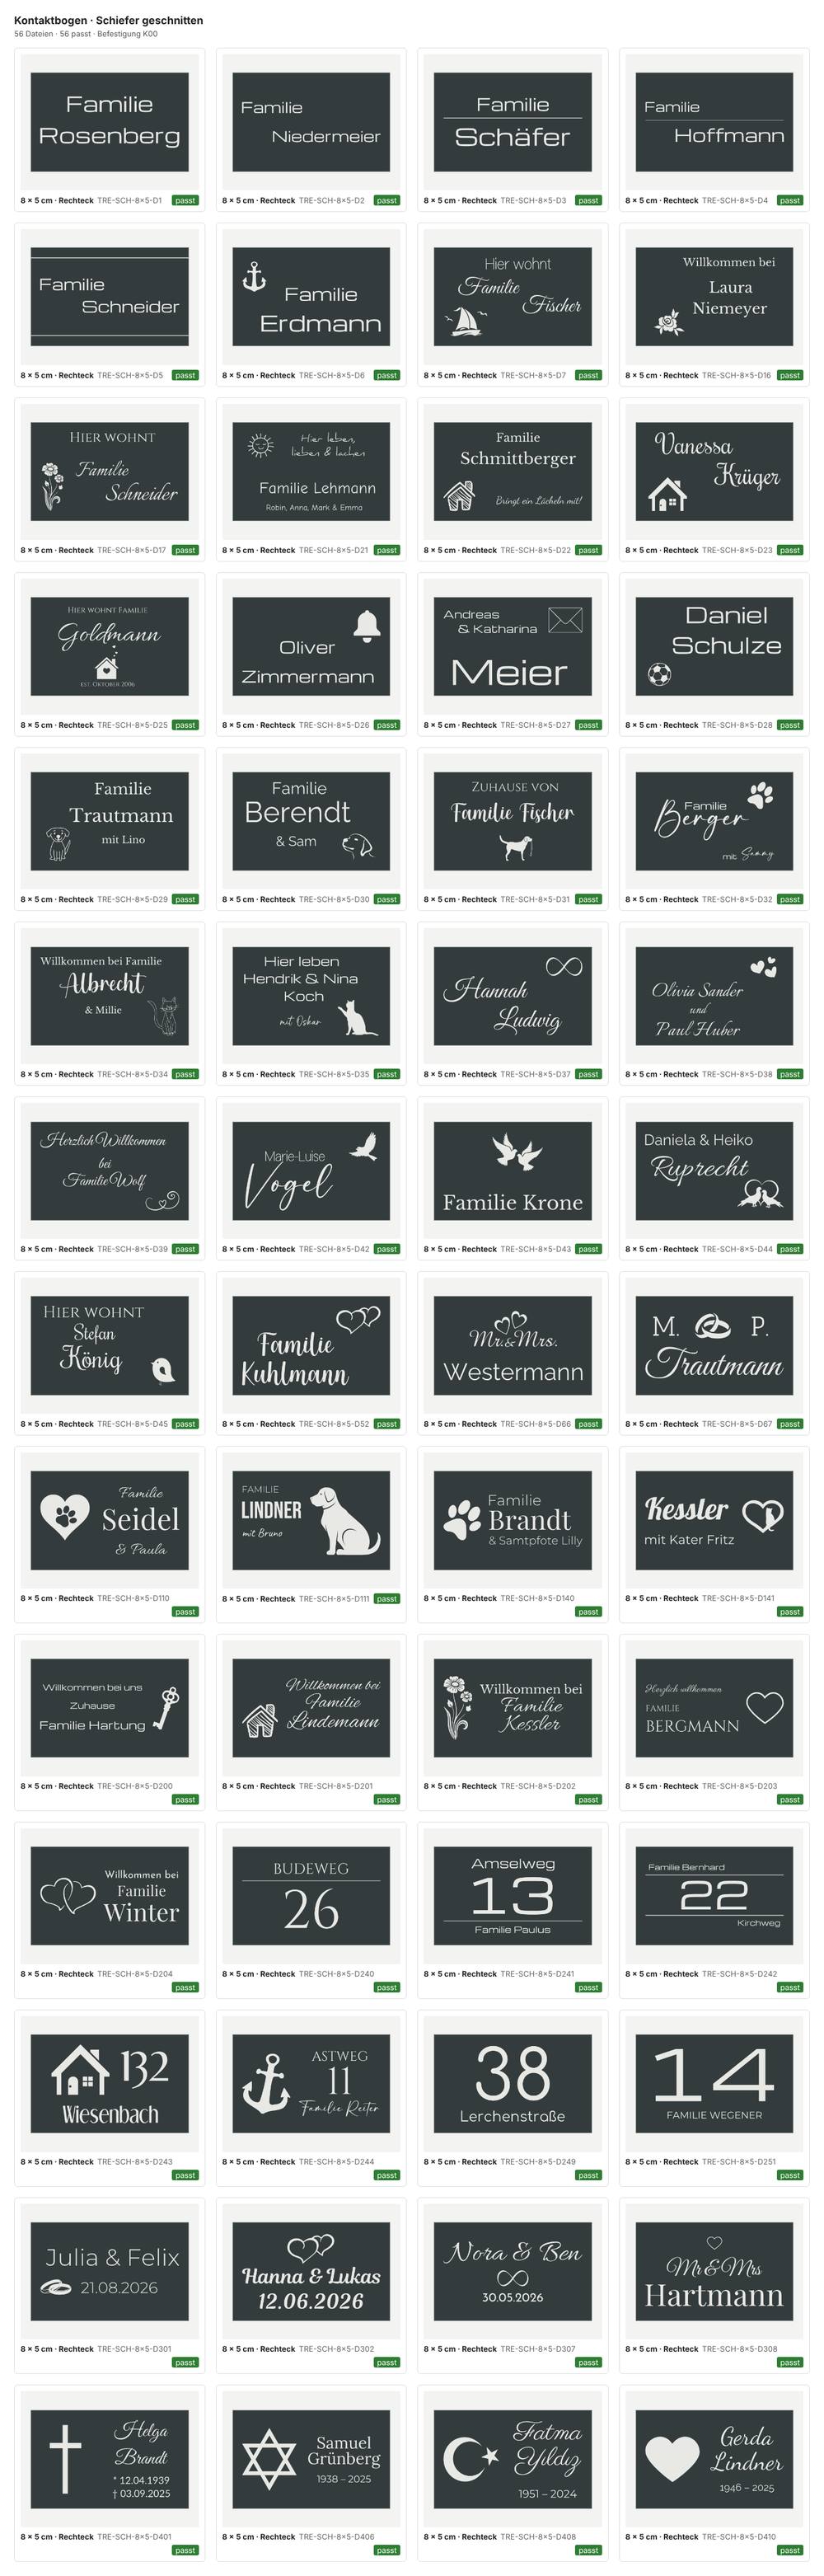 Kontaktbogen · Schiefer geschnitten
56 Dateien · 56 passt · Befestigung K00
Familie
Rosenberg
8 × 5 cm · Rechteck TRE-SCH-8×5-D1 passt
Familie
Niedermeier
8 × 5 cm · Rechteck TRE-SCH-8×5-D2 passt
Familie
Schäfer
8 × 5 cm · Rechteck TRE-SCH-8×5-D3 passt
Familie
Hoffmann
8 × 5 cm · Rechteck TRE-SCH-8×5-D4 passt
Familie
Schneider
8 × 5 cm · Rechteck TRE-SCH-8×5-D5 passt
Familie
Erdmann
8 × 5 cm · Rechteck TRE-SCH-8×5-D6 passt
Hier wohnt
Familie
Fischer
8 × 5 cm · Rechteck TRE-SCH-8×5-D7 passt
Willkommen bei
Laura
Niemeyer
8 × 5 cm · Rechteck TRE-SCH-8×5-D16 passt
Hier wohnt
Familie
Schneider
8 × 5 cm · Rechteck TRE-SCH-8×5-D17 passt
Hier leben,
lieben & lachen
Familie Lehmann
Robin, Anna, Mark & Emma
8 × 5 cm · Rechteck TRE-SCH-8×5-D21 passt
Familie
Schmittberger
Bringt ein Lächeln mit!
8 × 5 cm · Rechteck TRE-SCH-8×5-D22 passt
Vanessa
Krüger
8 × 5 cm · Rechteck TRE-SCH-8×5-D23 passt
Hier wohnt Familie
Goldmann
est. Oktober 2006
8 × 5 cm · Rechteck TRE-SCH-8×5-D25 passt
Oliver
Zimmermann
8 × 5 cm · Rechteck TRE-SCH-8×5-D26 passt
Andreas
& Katharina
Meier
8 × 5 cm · Rechteck TRE-SCH-8×5-D27 passt
Daniel
Schulze
8 × 5 cm · Rechteck TRE-SCH-8×5-D28 passt
Familie
Trautmann
mit Lino
8 × 5 cm · Rechteck TRE-SCH-8×5-D29 passt
Familie
Berendt
& Sam
8 × 5 cm · Rechteck TRE-SCH-8×5-D30 passt
Zuhause von
Familie Fischer
8 × 5 cm · Rechteck TRE-SCH-8×5-D31 passt
Familie
Berger
mit Sammy
8 × 5 cm · Rechteck TRE-SCH-8×5-D32 passt
Willkommen bei Familie
Albrecht
& Millie
8 × 5 cm · Rechteck TRE-SCH-8×5-D34 passt
Hier leben
Hendrik & Nina
Koch
mit Oskar
8 × 5 cm · Rechteck TRE-SCH-8×5-D35 passt
Hannah
Ludwig
8 × 5 cm · Rechteck TRE-SCH-8×5-D37 passt
Olivia Sander
und
Paul Huber
8 × 5 cm · Rechteck TRE-SCH-8×5-D38 passt
Herzlich Willkommen
bei
Familie Wolf
8 × 5 cm · Rechteck TRE-SCH-8×5-D39 passt
Marie-Luise
Vogel
8 × 5 cm · Rechteck TRE-SCH-8×5-D42 passt
Familie Krone
8 × 5 cm · Rechteck TRE-SCH-8×5-D43 passt
Daniela & Heiko
Ruprecht
8 × 5 cm · Rechteck TRE-SCH-8×5-D44 passt
Hier wohnt
Stefan
König
8 × 5 cm · Rechteck TRE-SCH-8×5-D45 passt
Familie
Kuhlmann
8 × 5 cm · Rechteck TRE-SCH-8×5-D52 passt
Mr. & Mrs.
Westermann
8 × 5 cm · Rechteck TRE-SCH-8×5-D66 passt
M. P.
Trautmann
8 × 5 cm · Rechteck TRE-SCH-8×5-D67 passt
Familie
Seidel
& Paula
8 × 5 cm · Rechteck TRE-SCH-8×5-D110
passt
FAMILIE
LINDNER
mit Bruno
8 × 5 cm · Rechteck TRE-SCH-8×5-D111 passt
Familie
Brandt
& Samtpfote Lilly
8 × 5 cm · Rechteck TRE-SCH-8×5-D140
passt
Kessler
mit Kater Fritz
8 × 5 cm · Rechteck TRE-SCH-8×5-D141
passt
Willkommen bei uns
Zuhause
Familie Hartung
8 × 5 cm · Rechteck TRE-SCH-8×5-D200
passt
Willkommen bei
Familie
Lindemann
8 × 5 cm · Rechteck TRE-SCH-8×5-D201
passt
Willkommen bei
Familie
Kessler
8 × 5 cm · Rechteck TRE-SCH-8×5-D202
passt
Herzlich willkommen
FAMILIE
BERGMANN
8 × 5 cm · Rechteck TRE-SCH-8×5-D203
passt
Willkommen bei
Familie
Winter
8 × 5 cm · Rechteck TRE-SCH-8×5-D204
passt
BUDEWEG
26
8 × 5 cm · Rechteck TRE-SCH-8×5-D240
passt
Amselweg
13
Familie Paulus
8 × 5 cm · Rechteck TRE-SCH-8×5-D241
passt
Familie Bernhard
22
Kirchweg
8 × 5 cm · Rechteck TRE-SCH-8×5-D242
passt
132
Wiesenbach
8 × 5 cm · Rechteck TRE-SCH-8×5-D243
passt
ASTWEG
11
Familie Reiter
8 × 5 cm · Rechteck TRE-SCH-8×5-D244
passt
38
Lerchenstraße
8 × 5 cm · Rechteck TRE-SCH-8×5-D249
passt
14
FAMILIE WEGENER
8 × 5 cm · Rechteck TRE-SCH-8×5-D251
passt
Julia & Felix
21.08.2026
8 × 5 cm · Rechteck TRE-SCH-8×5-D301
passt
Hanna & Lukas
12.06.2026
8 × 5 cm · Rechteck TRE-SCH-8×5-D302
passt
Nora & Ben
30.05.2026
8 × 5 cm · Rechteck TRE-SCH-8×5-D307
passt
Mr & Mrs
Hartmann
8 × 5 cm · Rechteck TRE-SCH-8×5-D308
passt
Helga
Brandt
* 12.04.1939
† 03.09.2025
8 × 5 cm · Rechteck TRE-SCH-8×5-D401
passt
Samuel
Grünberg
1938 – 2025
8 × 5 cm · Rechteck TRE-SCH-8×5-D406
passt
Fatma
Yıldız
1951 – 2024
8 × 5 cm · Rechteck TRE-SCH-8×5-D408
passt
Gerda
Lindner
1946 – 2025
8 × 5 cm · Rechteck TRE-SCH-8×5-D410
passt